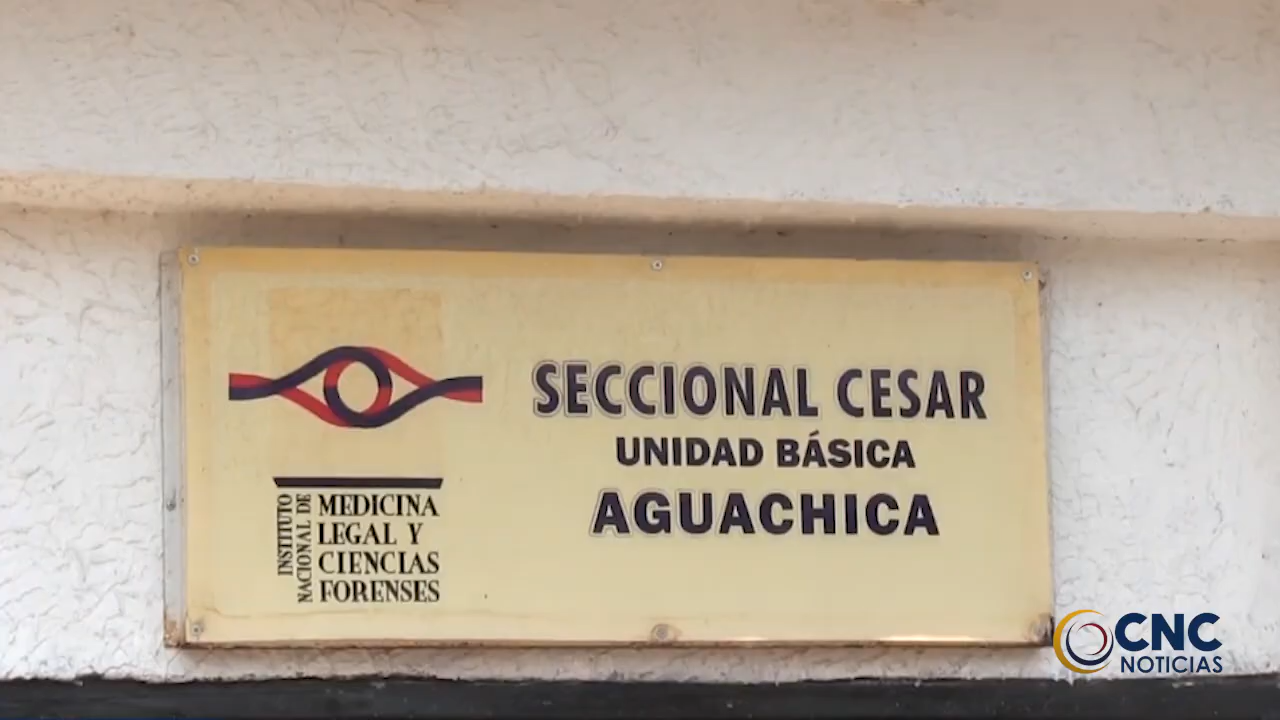 SECCIONAL CESAR
UNIDAD BÁSICA
AGUACHICA
INSTITUTO
NACIONAL DE
MEDICINA
LEGAL Y
CIENCIAS
FORENSES
CNC
NOTICIAS